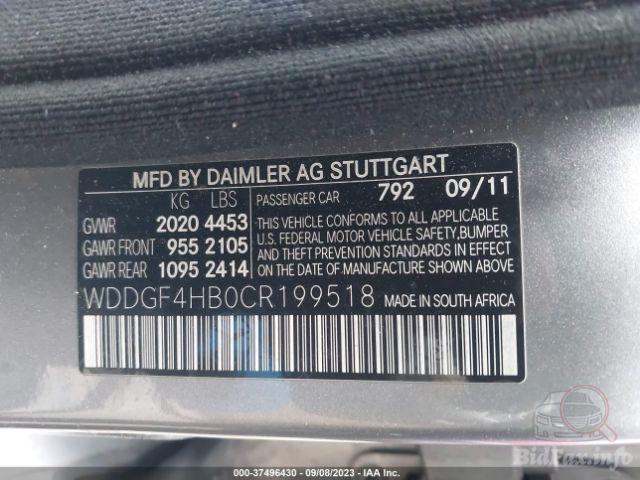 MFD BY DAIMLER AG STUTTGART
KG LBS
GVWR 2020 4453
GAWR FRONT 955 2105
GAWR REAR 1095 2414
PASSENGER CAR 792 09/11
THIS VEHICLE CONFORMS TO ALL APPLICABLE
U.S. FEDERAL MOTOR VEHICLE SAFETY,BUMPER
AND THEFT PREVENTION STANDARDS IN EFFECT
ON THE DATE OF MANUFACTURE SHOWN ABOVE
WDDGF4HB0CR199518 MADE IN SOUTH AFRICA
BidFax.info
000-37496430 - 09/08/2023 - IAA Inc.